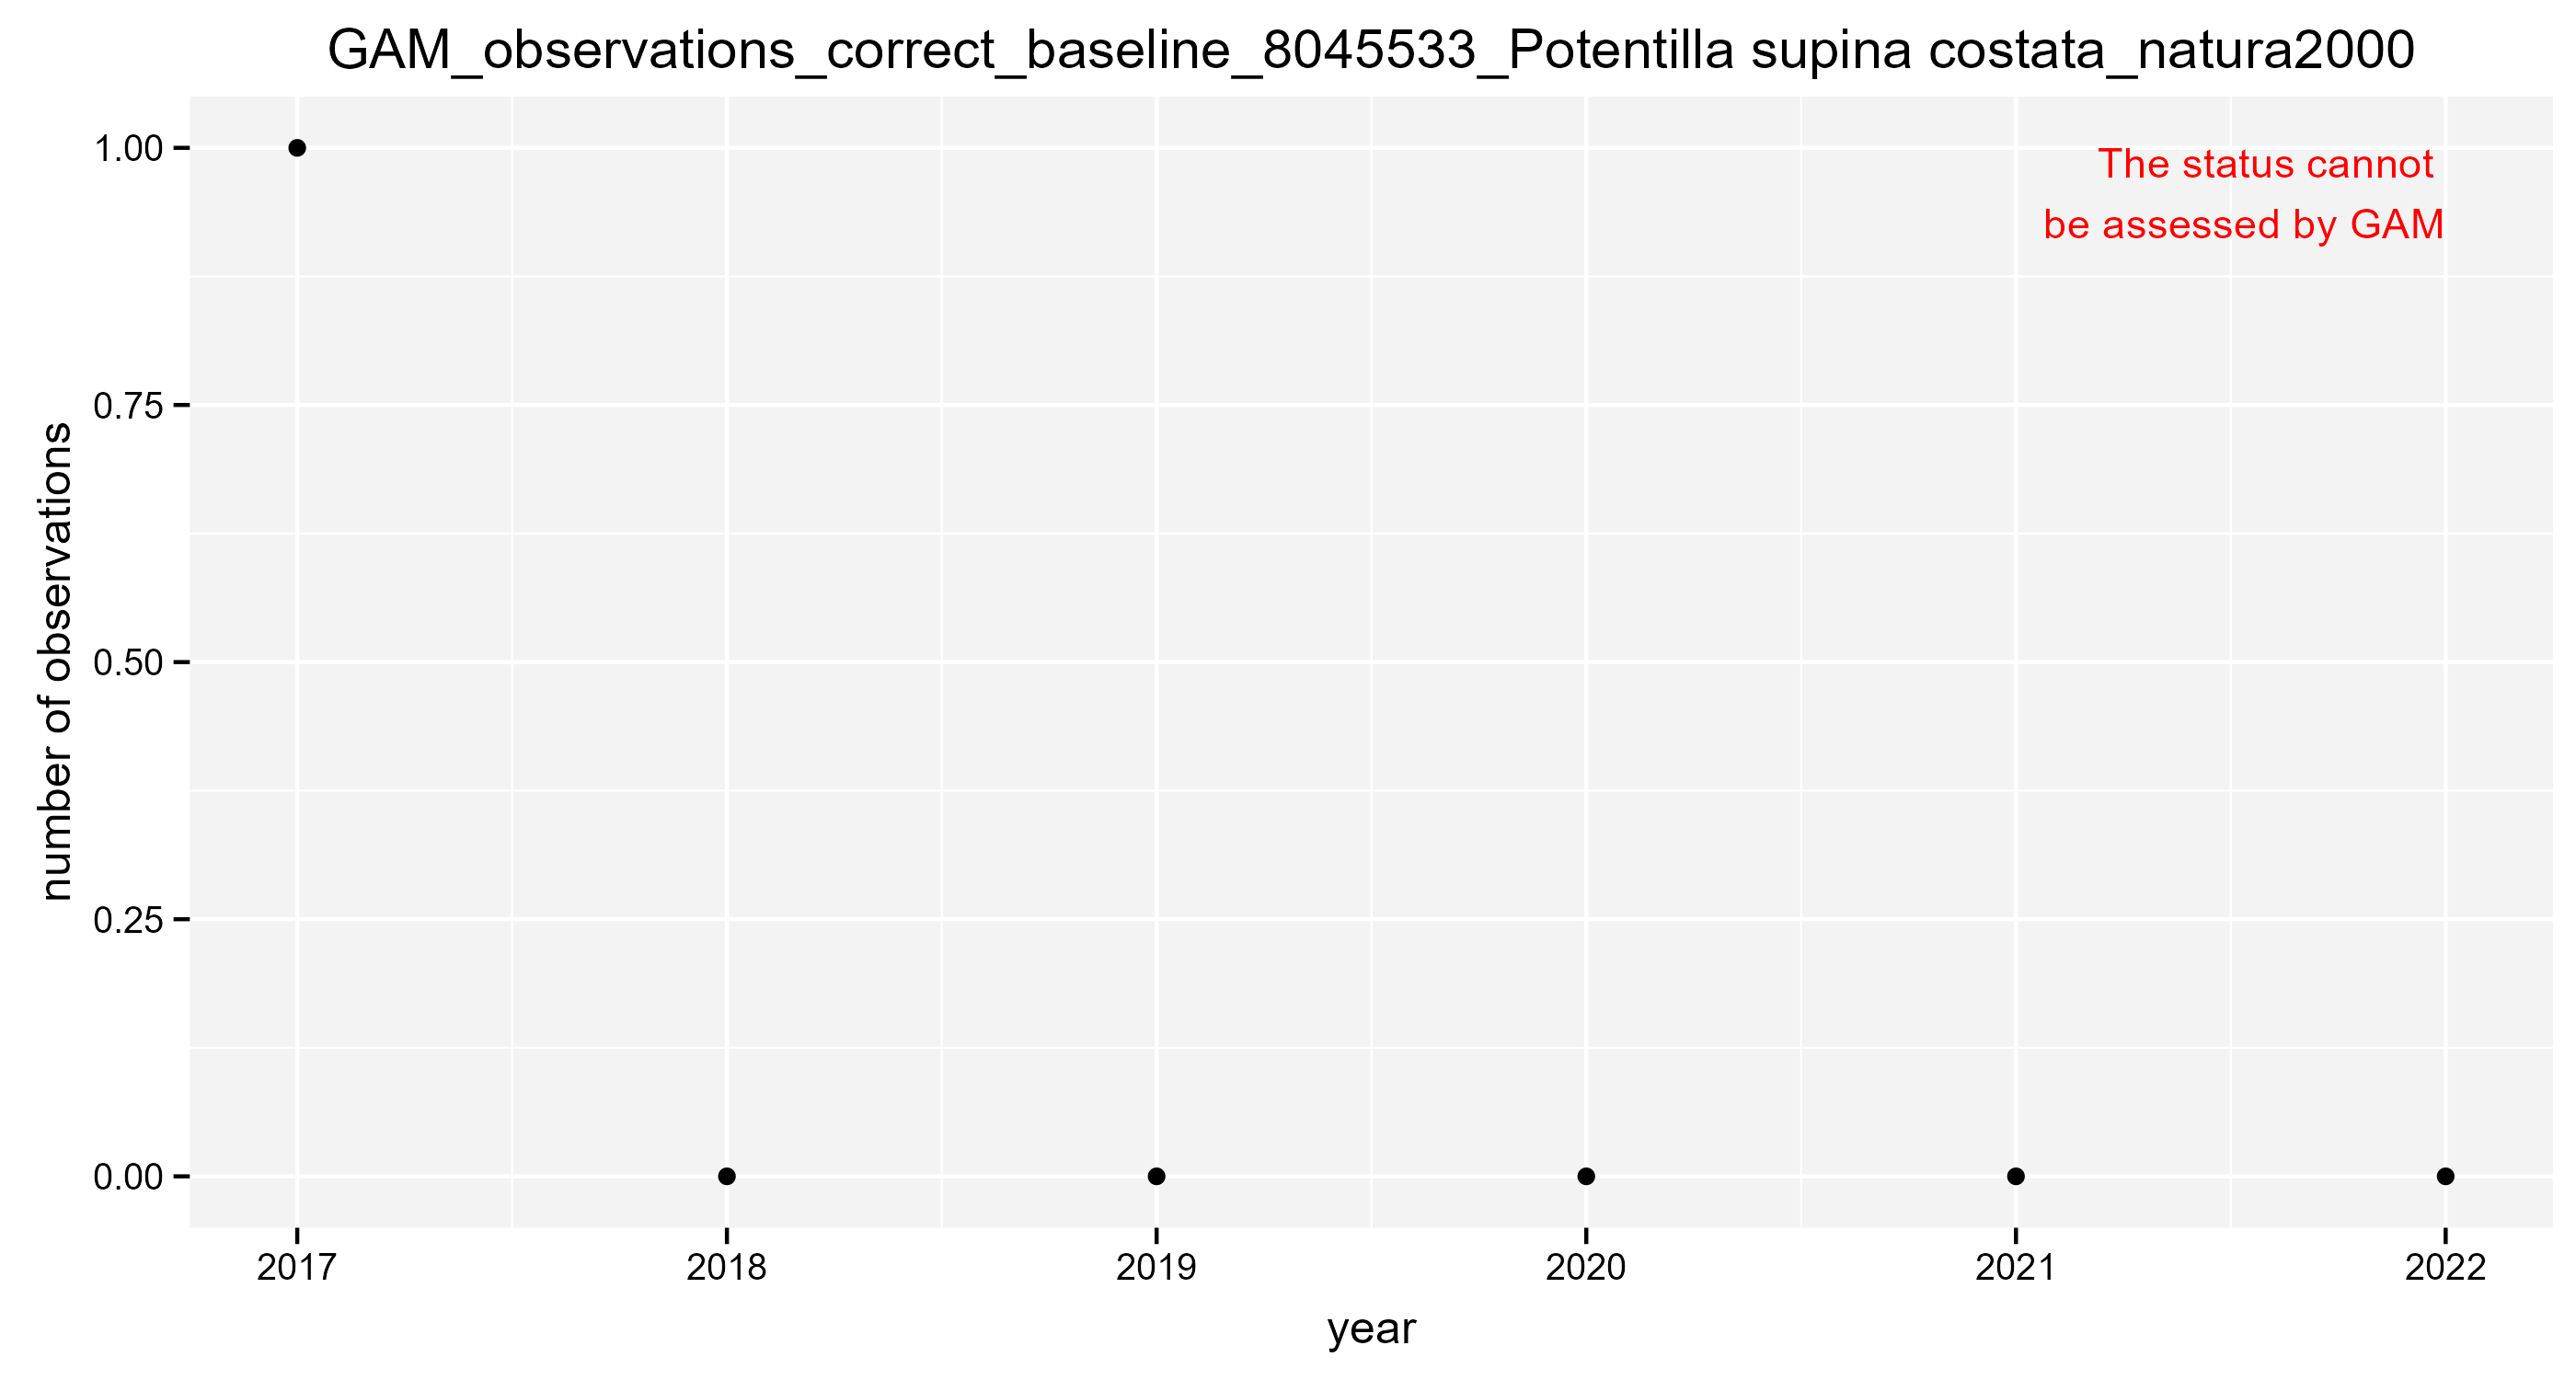 GAM_observations_correct_baseline_8045533_Potentilla supina costata_natura2000
The status cannot
be assessed by GAM
number of observations
1.00
0.75
0.50
0.25
0.00
2017 2018 2019 2020 2021 2022
year